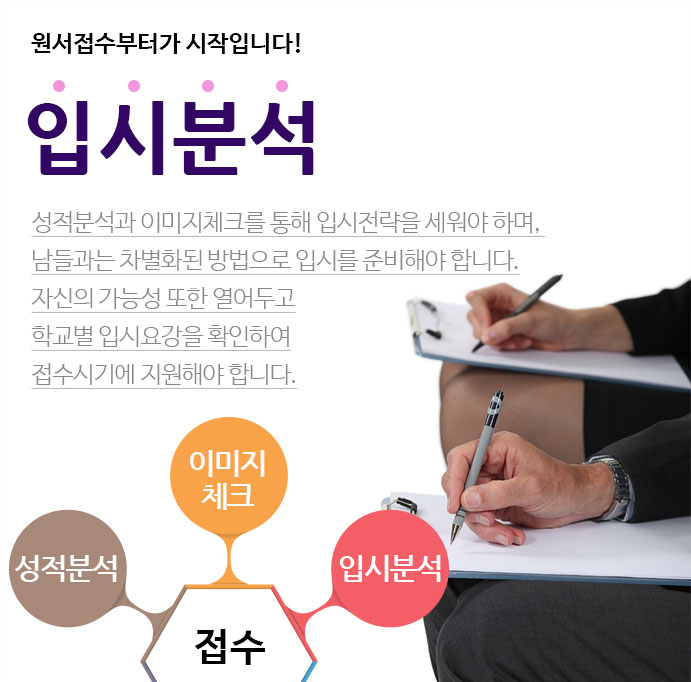 원서접수부터가 시작입니다!
입시분석
성적분석과 이미지체크를 통해 입시전략을 세워야 하며,
남들과는 차별화된 방법으로 입시를 준비해야 합니다.
자신의 가능성 또한 열어두고
학교별 입시요강을 확인하여
접수시기에 지원해야 합니다.
이미지
체크
성적분석
입시분석
접수